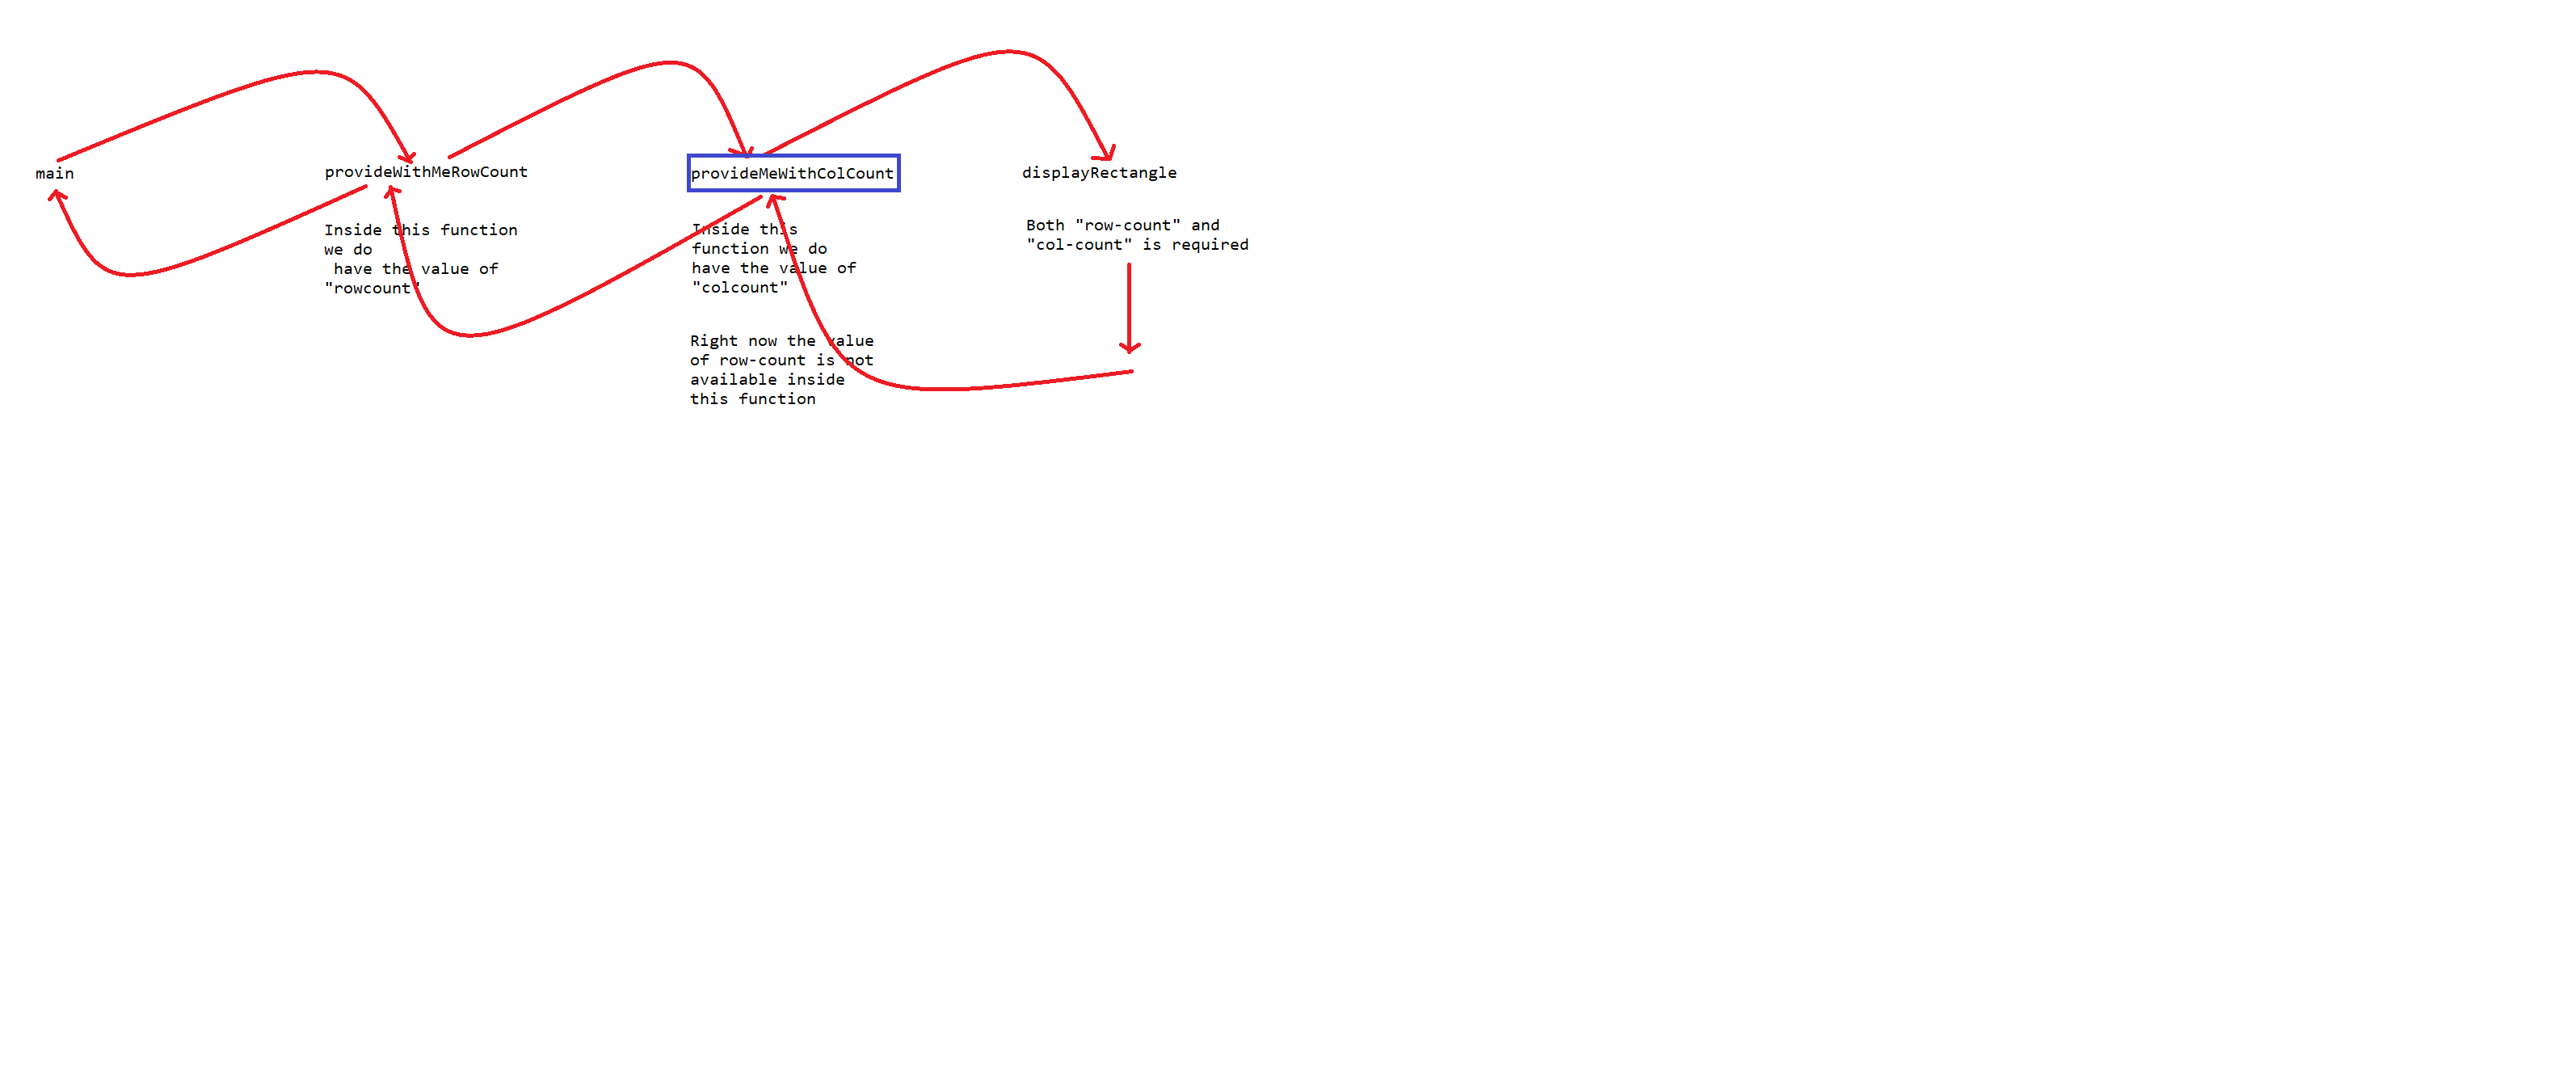 main
provideWithMeRowCount
Inside this function
we do
have the value of
"rowcount"
provideMeWithColCount
Inside this
function we do
have the value of
"colcount"
Right now the value
of row-count is not
available inside
this function
displayRectangle
Both "row-count" and
"col-count" is required